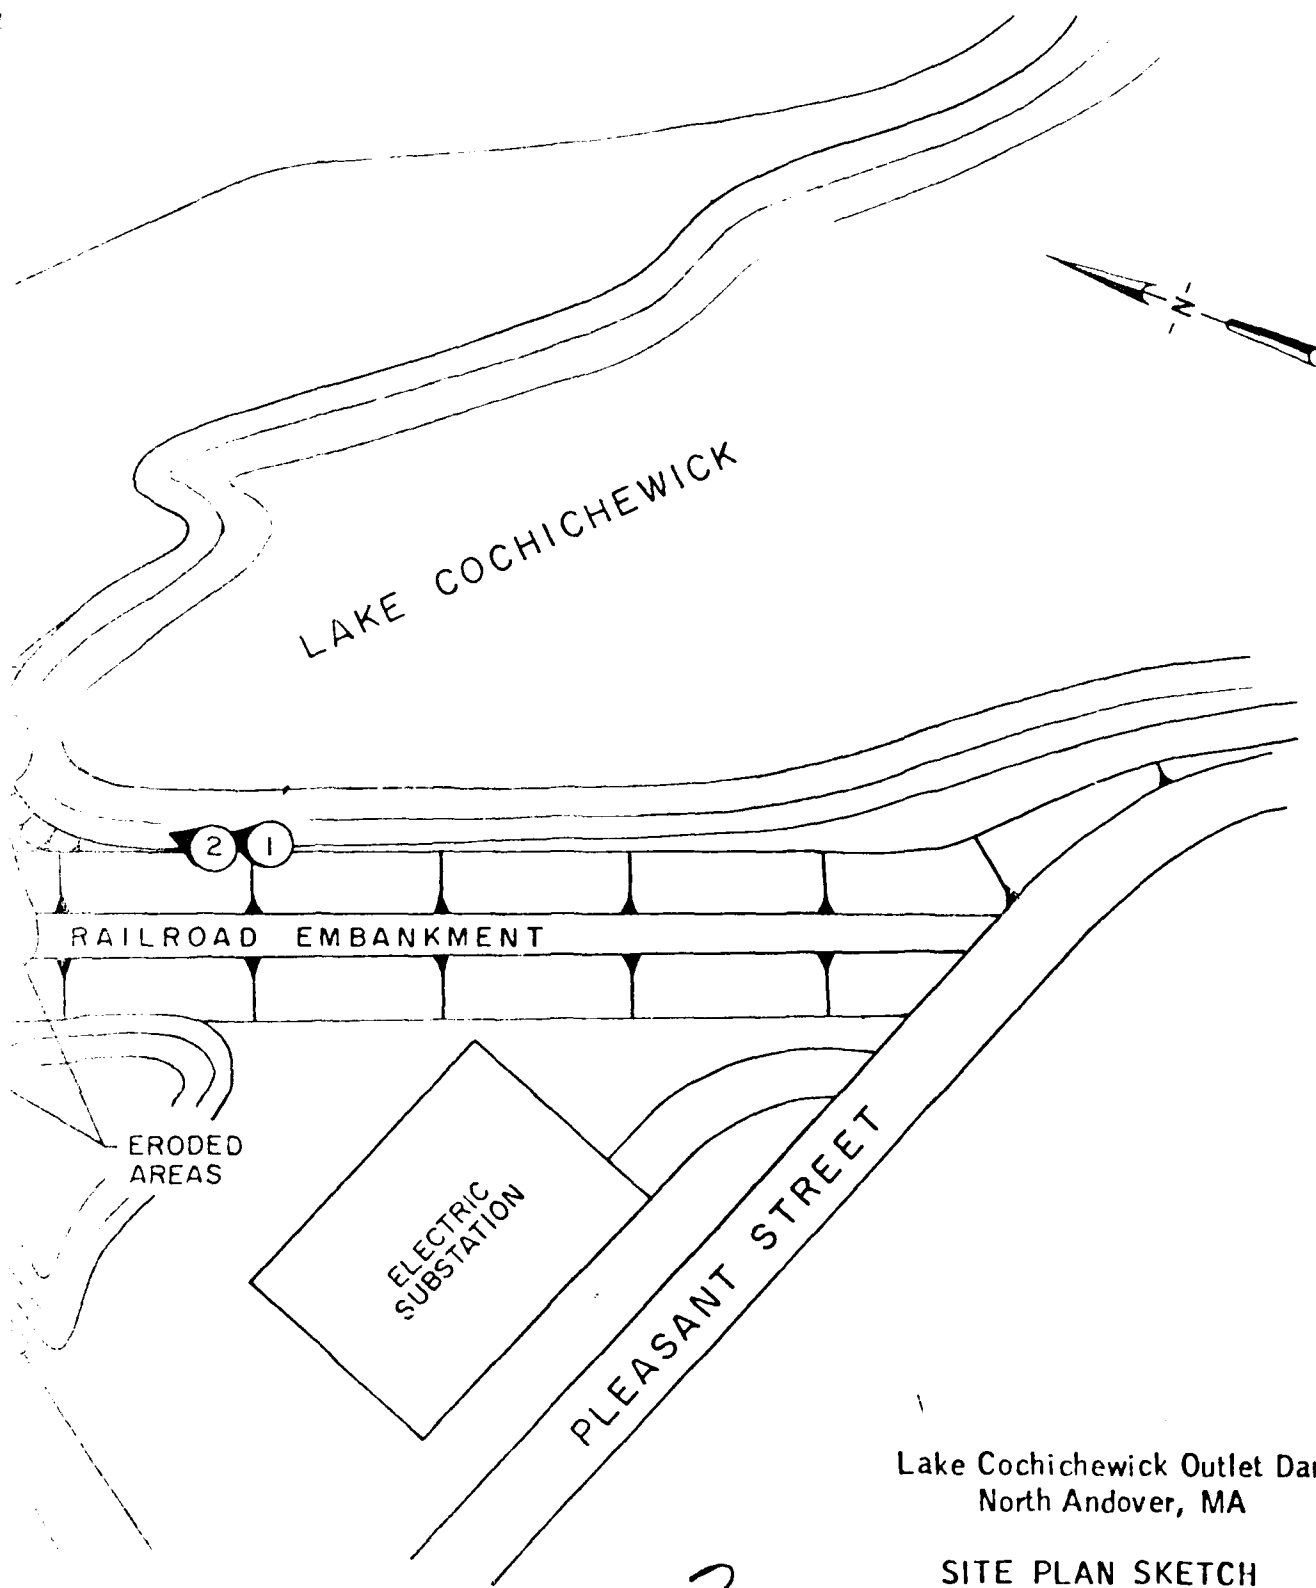 N
LAKE COCHICHEWICK
2 1
RAILROAD EMBANKMENT
ERODED
AREAS
ELECTRIC
SUBSTATION
PLEASANT STREET
Lake Cochichewick Outlet
North Andover, MA
SITE PLAN SKETCH